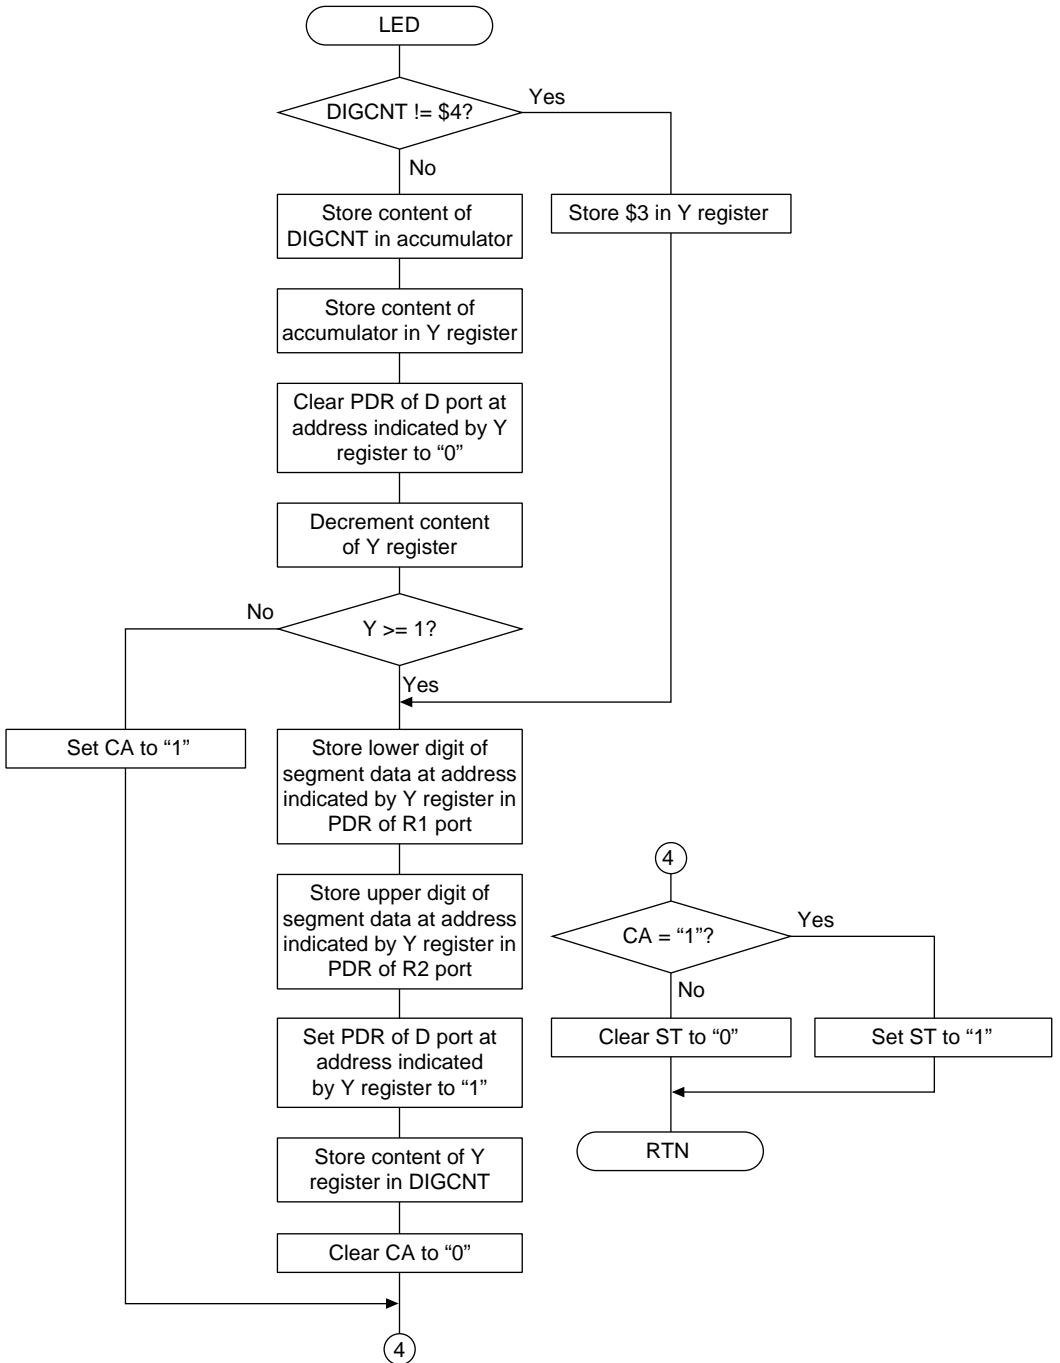 LED
DIGCNT != $4?
Yes
No
Store content of
DIGCNT in accumulator
Store $3 in Y register
Store content of
accumulator in Y register
Clear PDR of D port at
address indicated by Y
register to “0”
Decrement content
of Y register
No
Y >= 1?
Yes
Set CA to “1”
Store lower digit of
segment data at address
indicated by Y register in
PDR of R1 port
Store upper digit of
segment data at address
indicated by Y register in
PDR of R2 port
Set PDR of D port at
address indicated
by Y register to “1”
Store content of Y
register in DIGCNT
Clear CA to “0”
4
4
CA = “1”?
Yes
No
Clear ST to “0”
Set ST to “1”
RTN